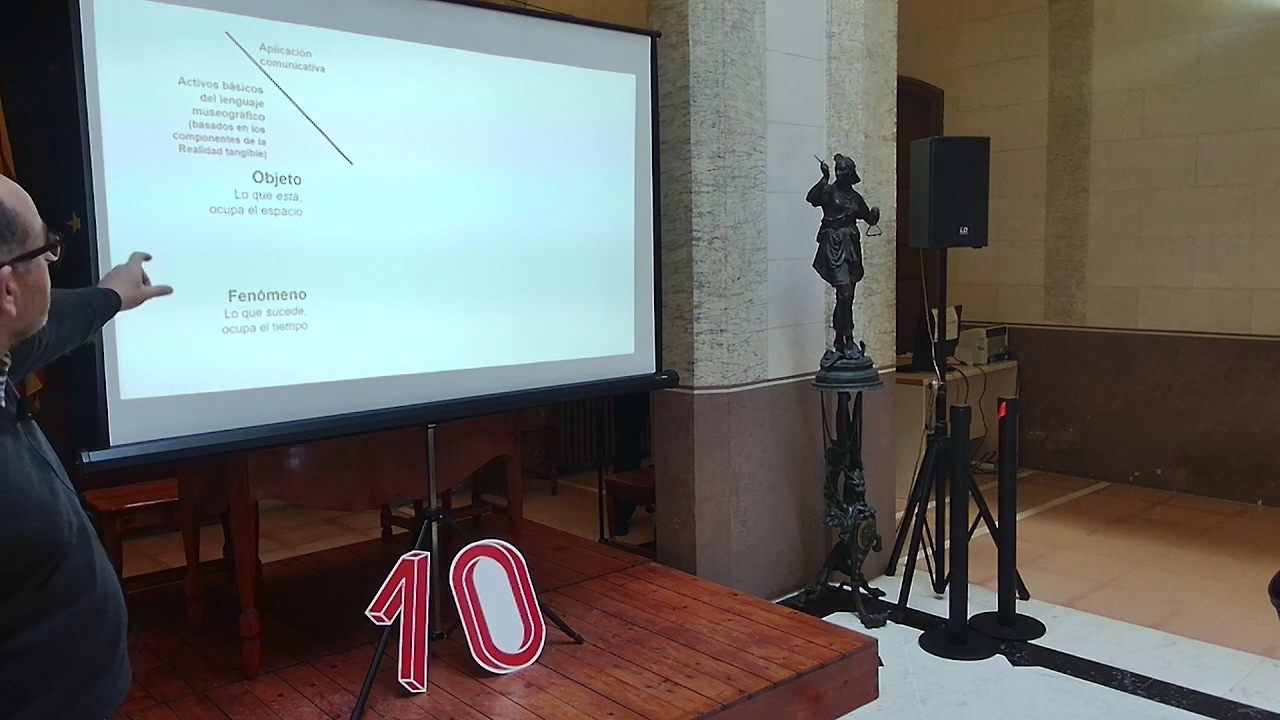 Aplicación
comunicativa
Activos básicos
del lenguaje
museográfico
(basados en los
componentes de la
Realidad tangible)
Objeto
Lo que está,
ocupa el espacio
Fenómeno
Lo que sucede,
ocupa el tiempo
LD
10